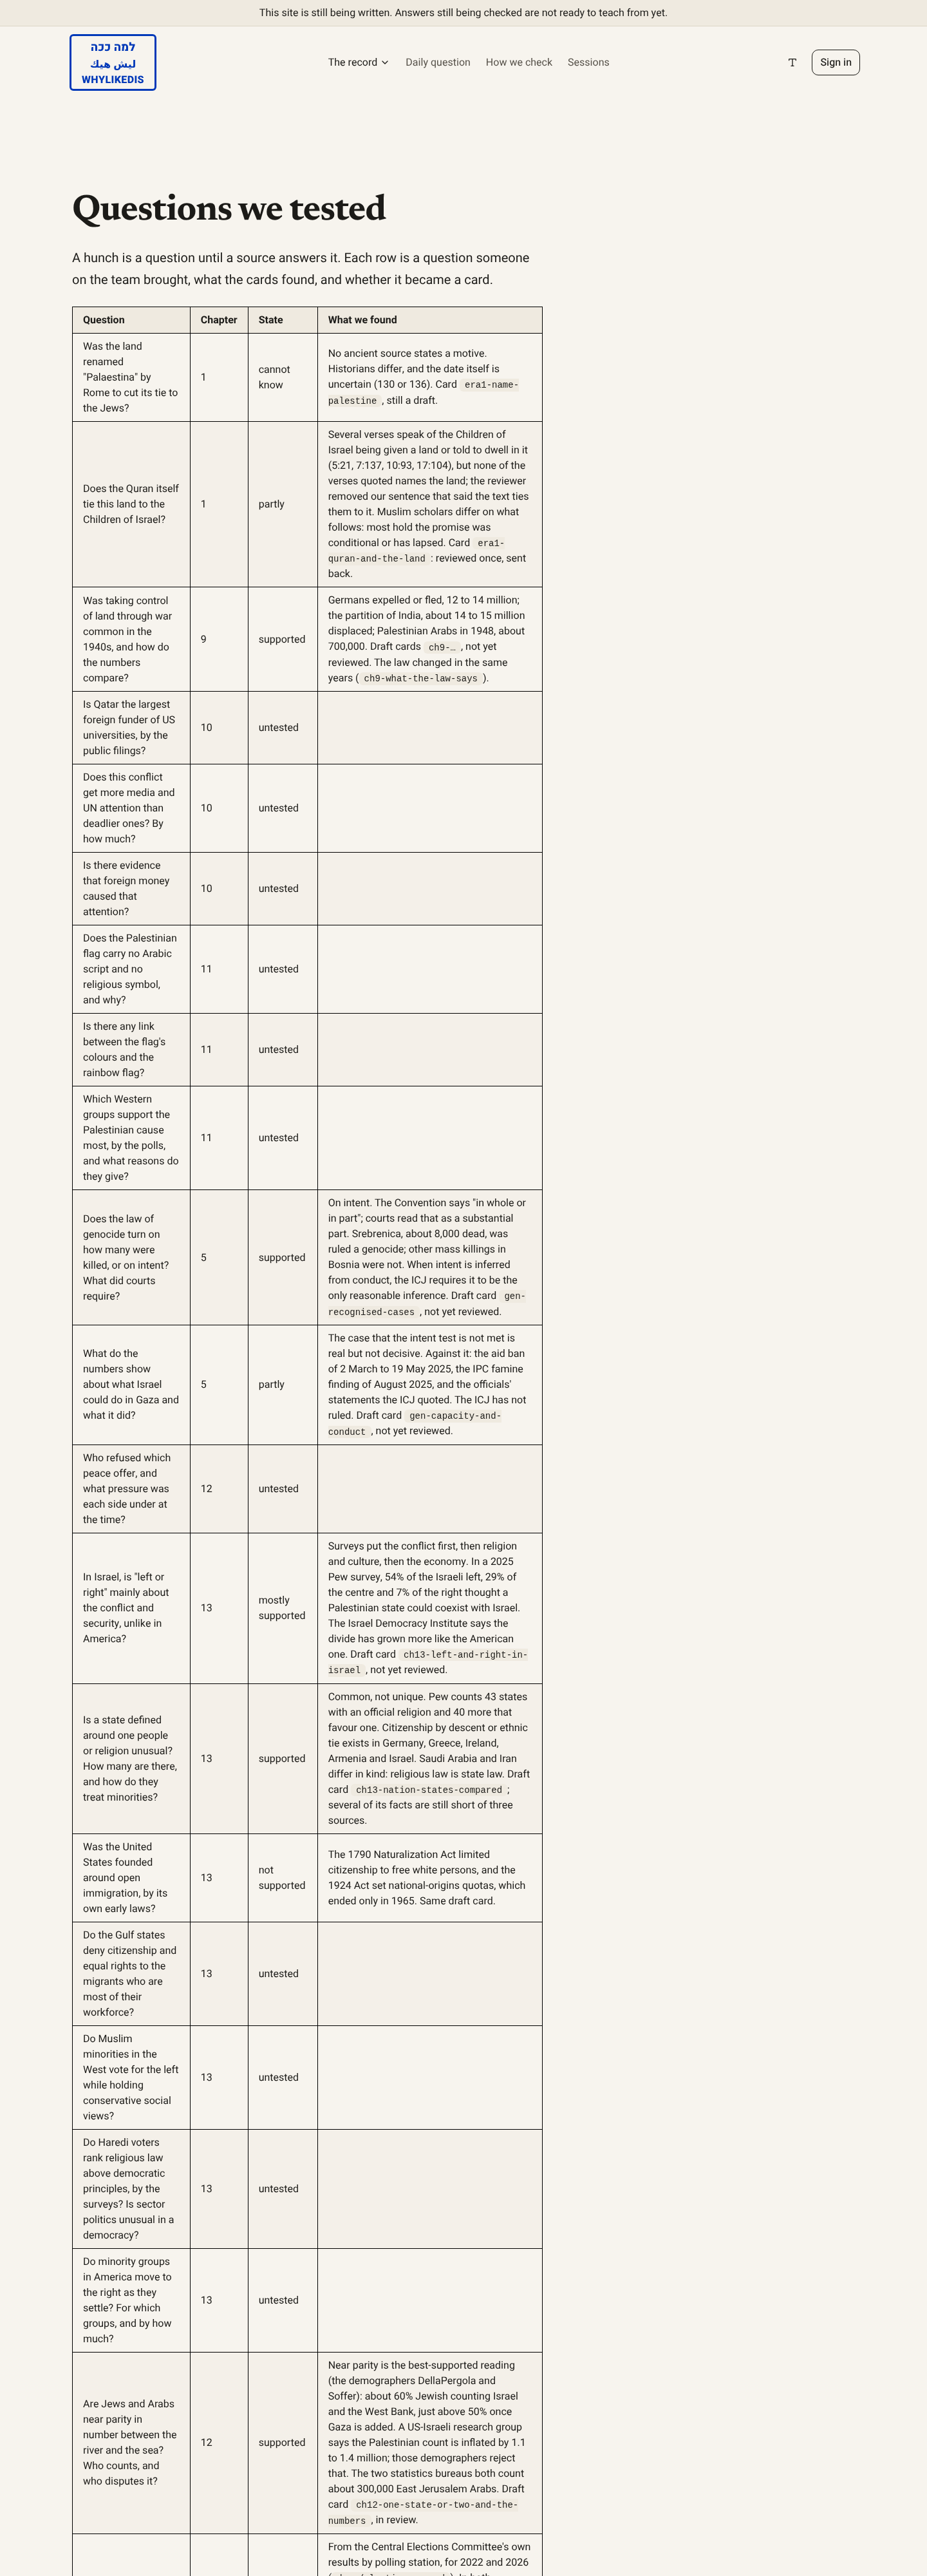 This site is still being written. Answers still being checked are not ready to teach from yet.
למה ככה
ليش هيك
WHYLIKEDIS
The record
Daily question
How we check
Sessions
T
Sign in
Questions we tested
A hunch is a question until a source answers it. Each row is a question someone
on the team brought, what the cards found, and whether it became a card.
Question
Chapter
State
What we found
Was the land
renamed
"Palaestina" by
Rome to cut its tie to
the Jews?
1
cannot
know
No ancient source states a motive.
Historians differ, and the date itself is
uncertain (130 or 136). Card era1-name-
palestine , still a draft.
Does the Quran itself
tie this land to the
Children of Israel?
1
partly
Several verses speak of the Children of
Israel being given a land or told to dwell in it
(5:21, 7:137, 10:93, 17:104), but none of the
verses quoted names the land; the reviewer
removed our sentence that said the text ties
them to it. Muslim scholars differ on what
follows: most hold the promise was
conditional or has lapsed. Card era1-
quran-and-the-land : reviewed once, sent
back.
Was taking control
of land through war
common in the
1940s, and how do
the numbers
compare?
9
supported
Germans expelled or fled, 12 to 14 million;
the partition of India, about 14 to 15 million
displaced; Palestinian Arabs in 1948, about
700,000. Draft cards ch9-… , not yet
reviewed. The law changed in the same
years ( ch9-what-the-law-says ).
Is Qatar the largest
foreign funder of US
universities, by the
public filings?
10
untested
Does this conflict
get more media and
UN attention than
deadlier ones? By
how much?
10
untested
Is there evidence
that foreign money
caused that
attention?
10
untested
Does the Palestinian
flag carry no Arabic
script and no
religious symbol,
and why?
11
untested
Is there any link
between the flag's
colours and the
rainbow flag?
11
untested
Which Western
groups support the
Palestinian cause
most, by the polls,
and what reasons do
they give?
11
untested
Does the law of
genocide turn on
how many were
killed, or on intent?
What did courts
require?
5
supported
On intent. The Convention says "in whole or
in part"; courts read that as a substantial
part. Srebrenica, about 8,000 dead, was
ruled a genocide; other mass killings in
Bosnia were not. When intent is inferred
from conduct, the ICJ requires it to be the
only reasonable inference. Draft card gen-
recognised-cases , not yet reviewed.
What do the
numbers show
about what Israel
could do in Gaza and
what it did?
5
partly
The case that the intent test is not met is
real but not decisive. Against it: the aid ban
of 2 March to 19 May 2025, the IPC famine
finding of August 2025, and the officials'
statements the ICJ quoted. The ICJ has not
ruled. Draft card gen-capacity-and-
conduct , not yet reviewed.
Who refused which
peace offer, and
what pressure was
each side under at
the time?
12
untested
In Israel, is "left or
right" mainly about
the conflict and
security, unlike in
America?
13
mostly
supported
Surveys put the conflict first, then religion
and culture, then the economy. In a 2025
Pew survey, 54% of the Israeli left, 29% of
the centre and 7% of the right thought a
Palestinian state could coexist with Israel.
The Israel Democracy Institute says the
divide has grown more like the American
one. Draft card ch13-left-and-right-in-
israel , not yet reviewed.
Is a state defined
around one people
or religion unusual?
How many are there,
and how do they
treat minorities?
13
supported
Common, not unique. Pew counts 43 states
with an official religion and 40 more that
favour one. Citizenship by descent or ethnic
tie exists in Germany, Greece, Ireland,
Armenia and Israel. Saudi Arabia and Iran
differ in kind: religious law is state law. Draft
card ch13-nation-states-compared ;
several of its facts are still short of three
sources.
Was the United
States founded
around open
immigration, by its
own early laws?
13
not
supported
The 1790 Naturalization Act limited
citizenship to free white persons, and the
1924 Act set national-origins quotas, which
ended only in 1965. Same draft card.
Do the Gulf states
deny citizenship and
equal rights to the
migrants who are
most of their
workforce?
13
untested
Do Muslim
minorities in the
West vote for the left
while holding
conservative social
views?
13
untested
Do Haredi voters
rank religious law
above democratic
principles, by the
surveys? Is sector
politics unusual in a
democracy?
13
untested
Do minority groups
in America move to
the right as they
settle? For which
groups, and by how
much?
13
untested
Are Jews and Arabs
near parity in
number between the
river and the sea?
Who counts, and
who disputes it?
12
supported
Near parity is the best-supported reading
(the demographers DellaPergola and
Soffer): about 60% Jewish counting Israel
and the West Bank, just above 50% once
Gaza is added. A US-Israeli research group
says the Palestinian count is inflated by 1.1
to 1.4 million; those demographers reject
that. The two statistics bureaus both count
about 300,000 East Jerusalem Arabs. Draft
card ch12-one-state-or-two-and-the-
numbers , in review.
From the Central Elections Committee's own
results by polling station, for 2022 and 2026